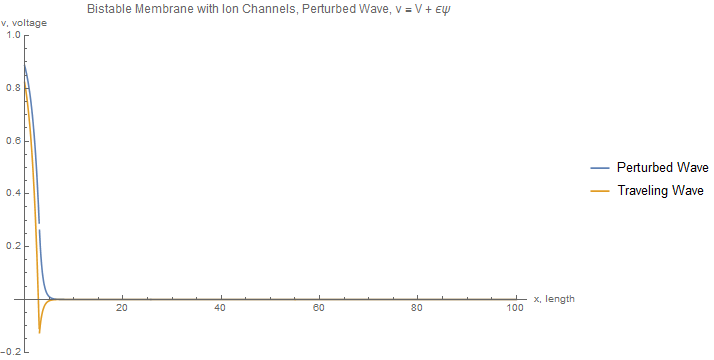 Bistable Membrane with Ion Channels, Perturbed Wave, v = V + ϵψ
v, voltage
1.0
0.8
0.6
0.4
0.2
-0.2
20
40
60
80
100
x, length
Perturbed Wave
Traveling Wave